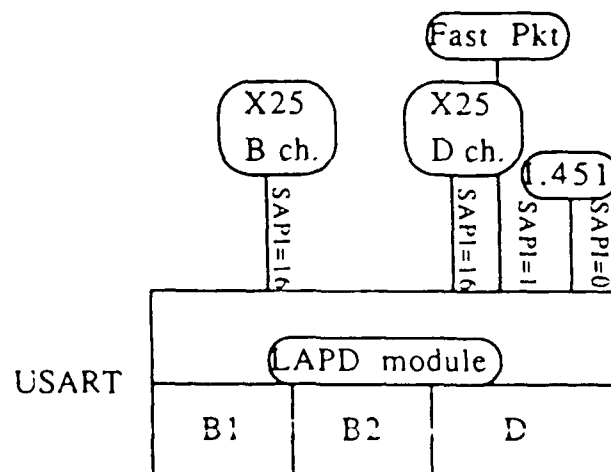 Fast Pkt
X25
B ch.
X25
D ch.
I.451
SAPI=16
SAPI=16
SAPI=1
SAPI=0
LAPD module
USART
B1
B2
D